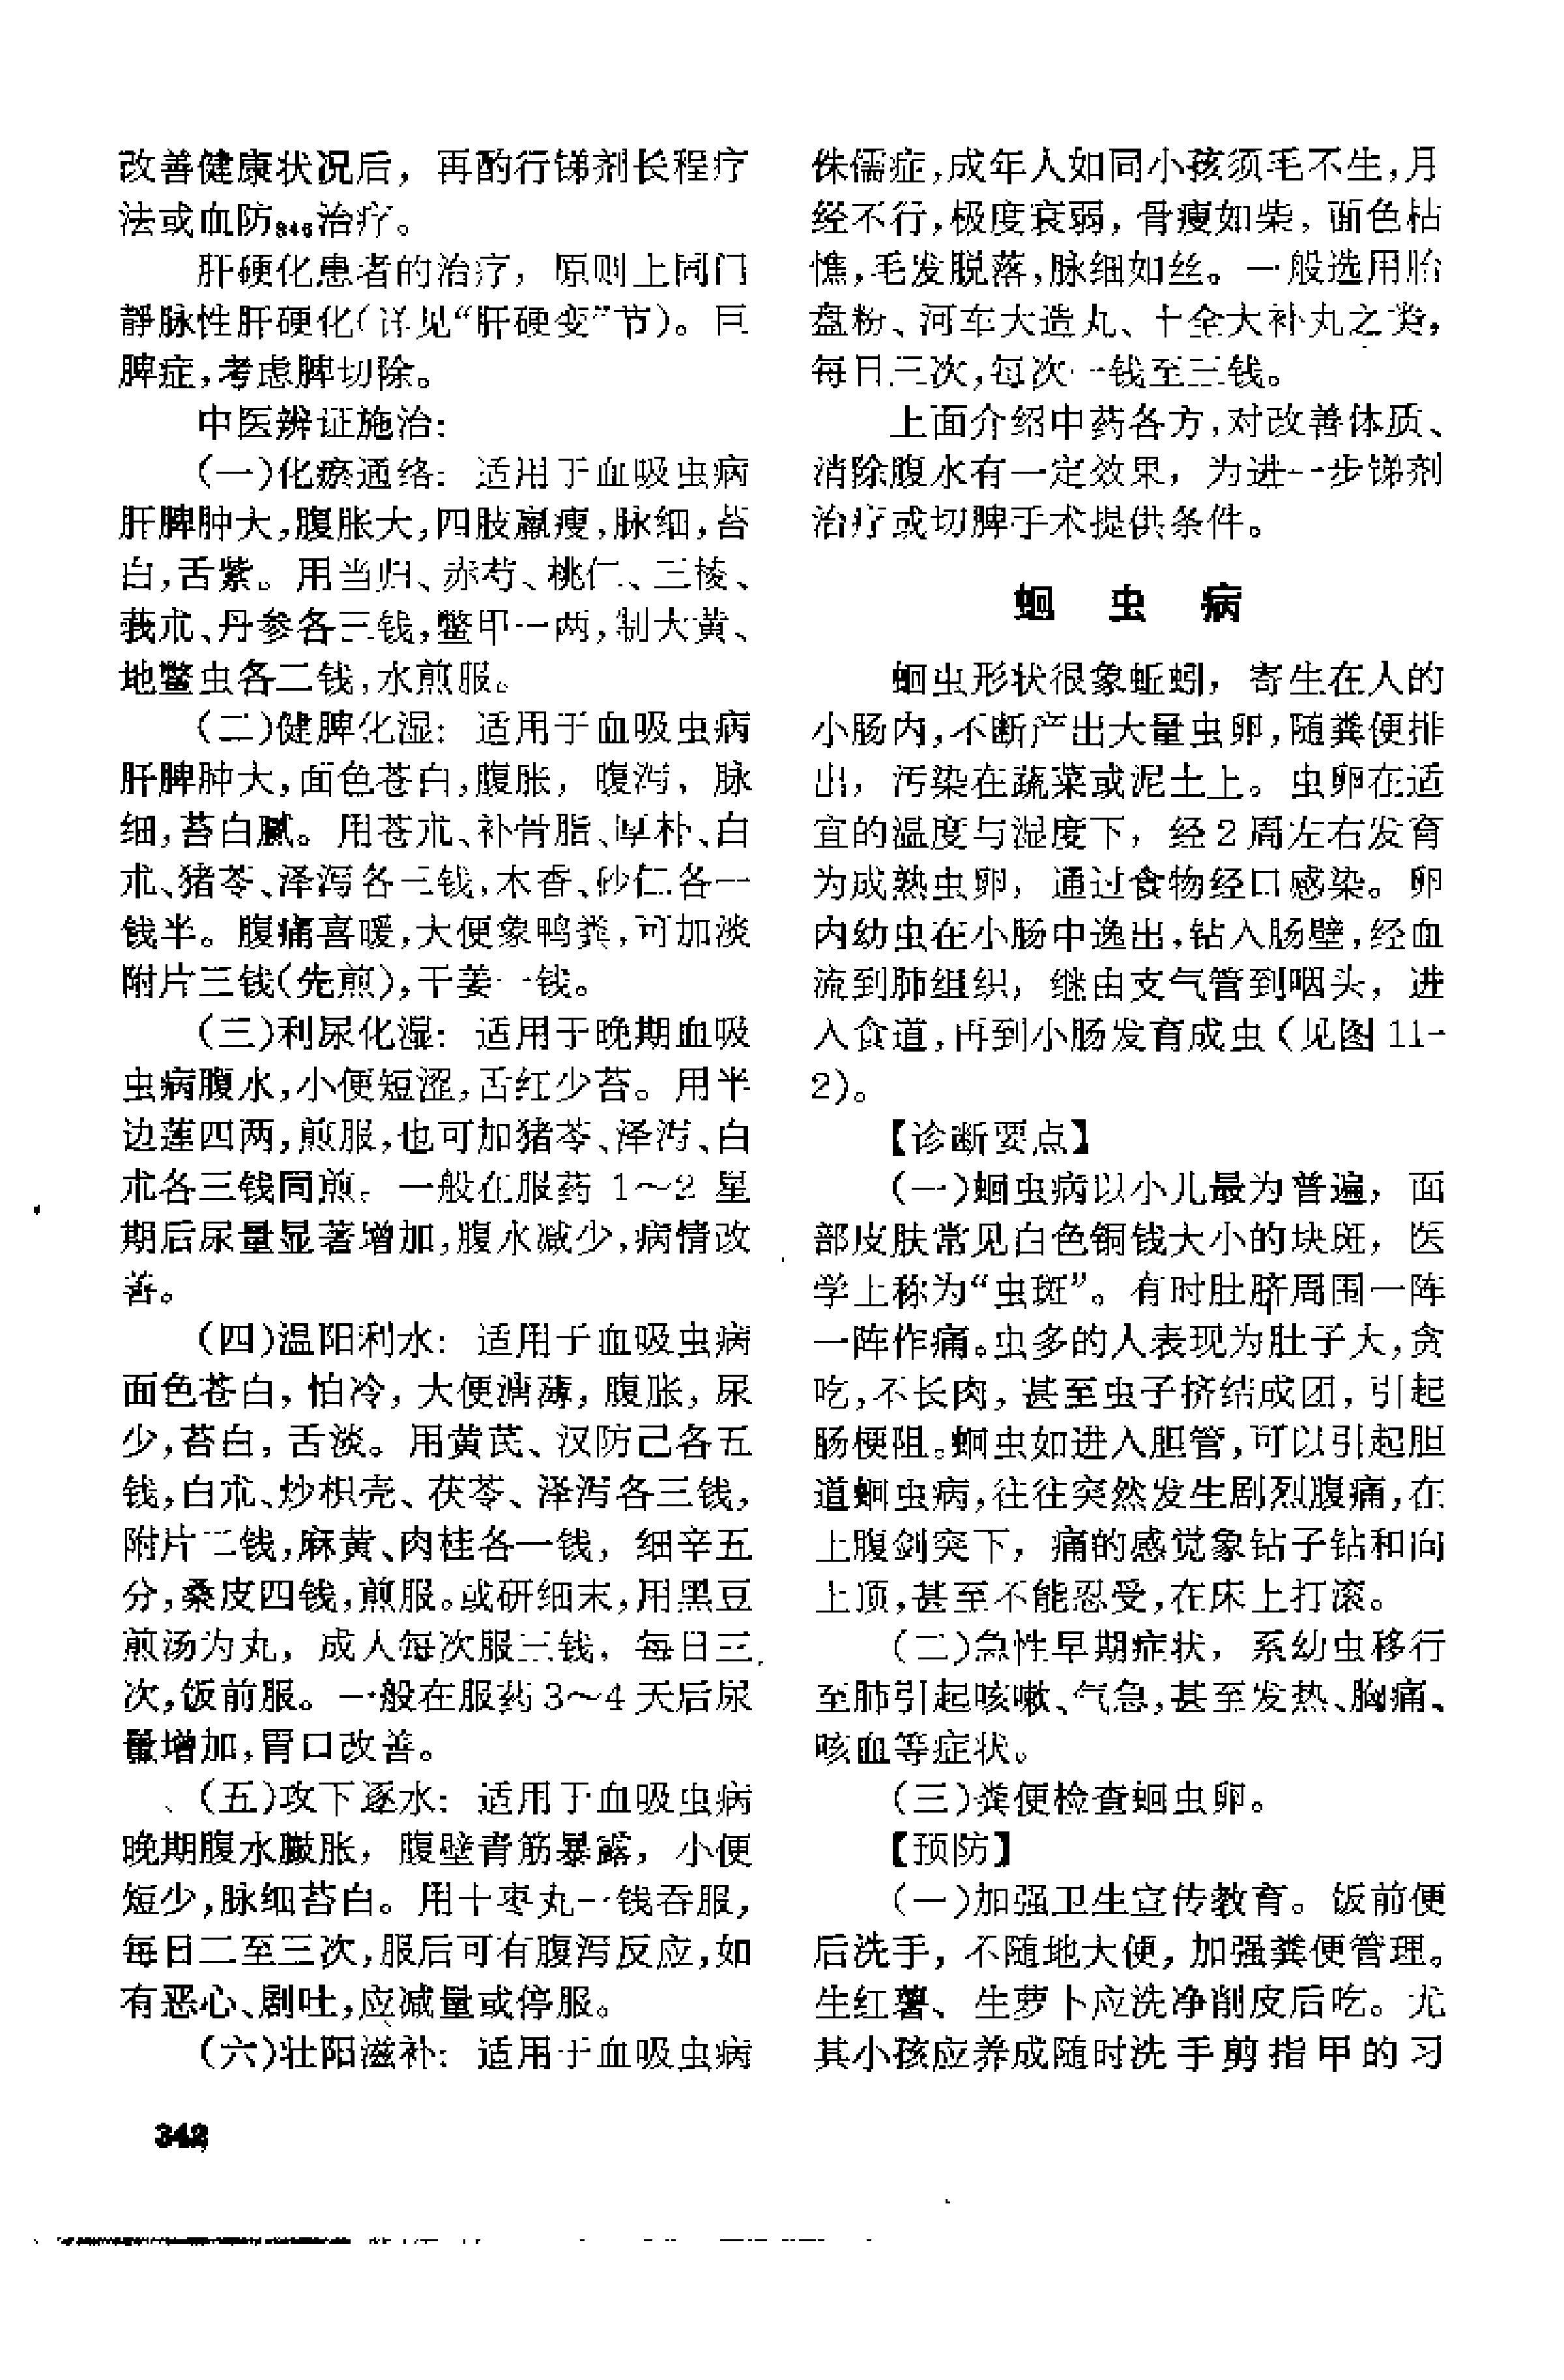 改善健康状况后，再酌行锑剂长程疗
法或血防846治疗。
肝硬化患者的治疗，原则上同门
静脉性肝硬化(详见“肝硬变”节)。巨
脾症,考虑脾切除。
中医辨证施治:
(一)化瘀通络: 适用于血吸虫病
肝脾肿大,腹胀大,四肢羸瘦,脉细,苔
白,舌紫。用当归、赤芍、桃仁、三棱、
莪朮、丹参各三钱,鳖甲一两,制大黄、
地鳖虫各二钱,水煎服。
(二)健脾化湿: 适用于血吸虫病
肝脾肿大,面色苍白,腹胀，腹泻，脉
细,苔白腻。用苍朮、补骨脂、厚朴、白
朮、猪苓、泽泻各三钱,木香、砂仁各一
钱半。腹痛喜暖,大便象鸭粪,可加淡
附片三钱(先煎),干姜一钱。
(三)利尿化湿: 适用于晚期血吸
虫病腹水,小便短涩,舌红少苔。用半
边莲四两,煎服,也可加猪苓、泽泻、白
朮各三钱同煎。一般在服药 1～2 星
期后尿量显著增加,腹水减少,病情改
善。
(四)温阳利水: 适用于血吸虫病
面色苍白，怕冷，大便溏薄，腹胀，尿
少,苔白，舌淡。用黄芪、汉防己各五
钱,白朮、炒枳壳、茯苓、泽泻各三钱,
附片二钱,麻黄、肉桂各一钱，细辛五
分,桑皮四钱,煎服。或研细末,用黑豆
煎汤为丸，成人每次服三钱，每日三
次,饭前服。一般在服药 3～4 天后尿
量增加,胃口改善。
(五)攻下逐水: 适用于血吸虫病
晚期腹水臌胀，腹壁青筋暴露，小便
短少,脉细苔白。用十枣丸一钱吞服,
每日二至三次,服后可有腹泻反应,如
有恶心、剧吐,应减量或停服。
(六)壮阳滋补: 适用于血吸虫病
侏儒症,成年人如同小孩须毛不生,月
经不行,极度衰弱，骨瘦如柴，面色枯
憔,毛发脱落,脉细如丝。一般选用胎
盘粉、河车大造丸、十全大补丸之类,
每日三次,每次一钱至三钱。
上面介绍中药各方,对改善体质、
消除腹水有一定效果，为进一步锑剂
治疗或切脾手术提供条件。
蛔 虫 病
蛔虫形状很象蚯蚓，寄生在人的
小肠内,不断产出大量虫卵,随粪便排
出，污染在蔬菜或泥土上。虫卵在适
宜的温度与湿度下，经 2 周左右发育
为成熟虫卵，通过食物经口感染。卵
内幼虫在小肠中逸出,钻入肠壁,经血
流到肺组织，继由支气管到咽头，进
入食道,再到小肠发育成虫(见图 11-
2)。
【诊断要点】
(一)蛔虫病以小儿最为普遍，面
部皮肤常见白色铜钱大小的块斑，医
学上称为“虫斑”。有时肚脐周围一阵
一阵作痛。虫多的人表现为肚子大,贪
吃,不长肉，甚至虫子挤结成团，引起
肠梗阻。蛔虫如进入胆管,可以引起胆
道蛔虫病,往往突然发生剧烈腹痛,在
上腹剑突下，痛的感觉象钻子钻和向
上顶,甚至不能忍受,在床上打滚。
(二)急性早期症状，系幼虫移行
至肺引起咳嗽、气急,甚至发热、胸痛、
咳血等症状。
(三)粪便检查蛔虫卵。
【预防】
(一)加强卫生宣传教育。饭前便
后洗手，不随地大便，加强粪便管理。
生红薯、生萝卜应洗净削皮后吃。尤
其小孩应养成随时洗手剪指甲的习
342